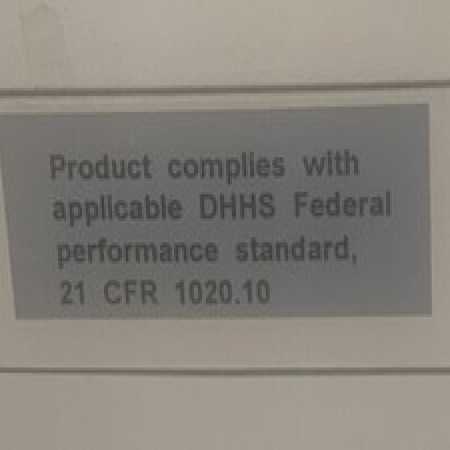 Product complies with
applicable DHHS Federal
performance standard,
21 CFR 1020.10